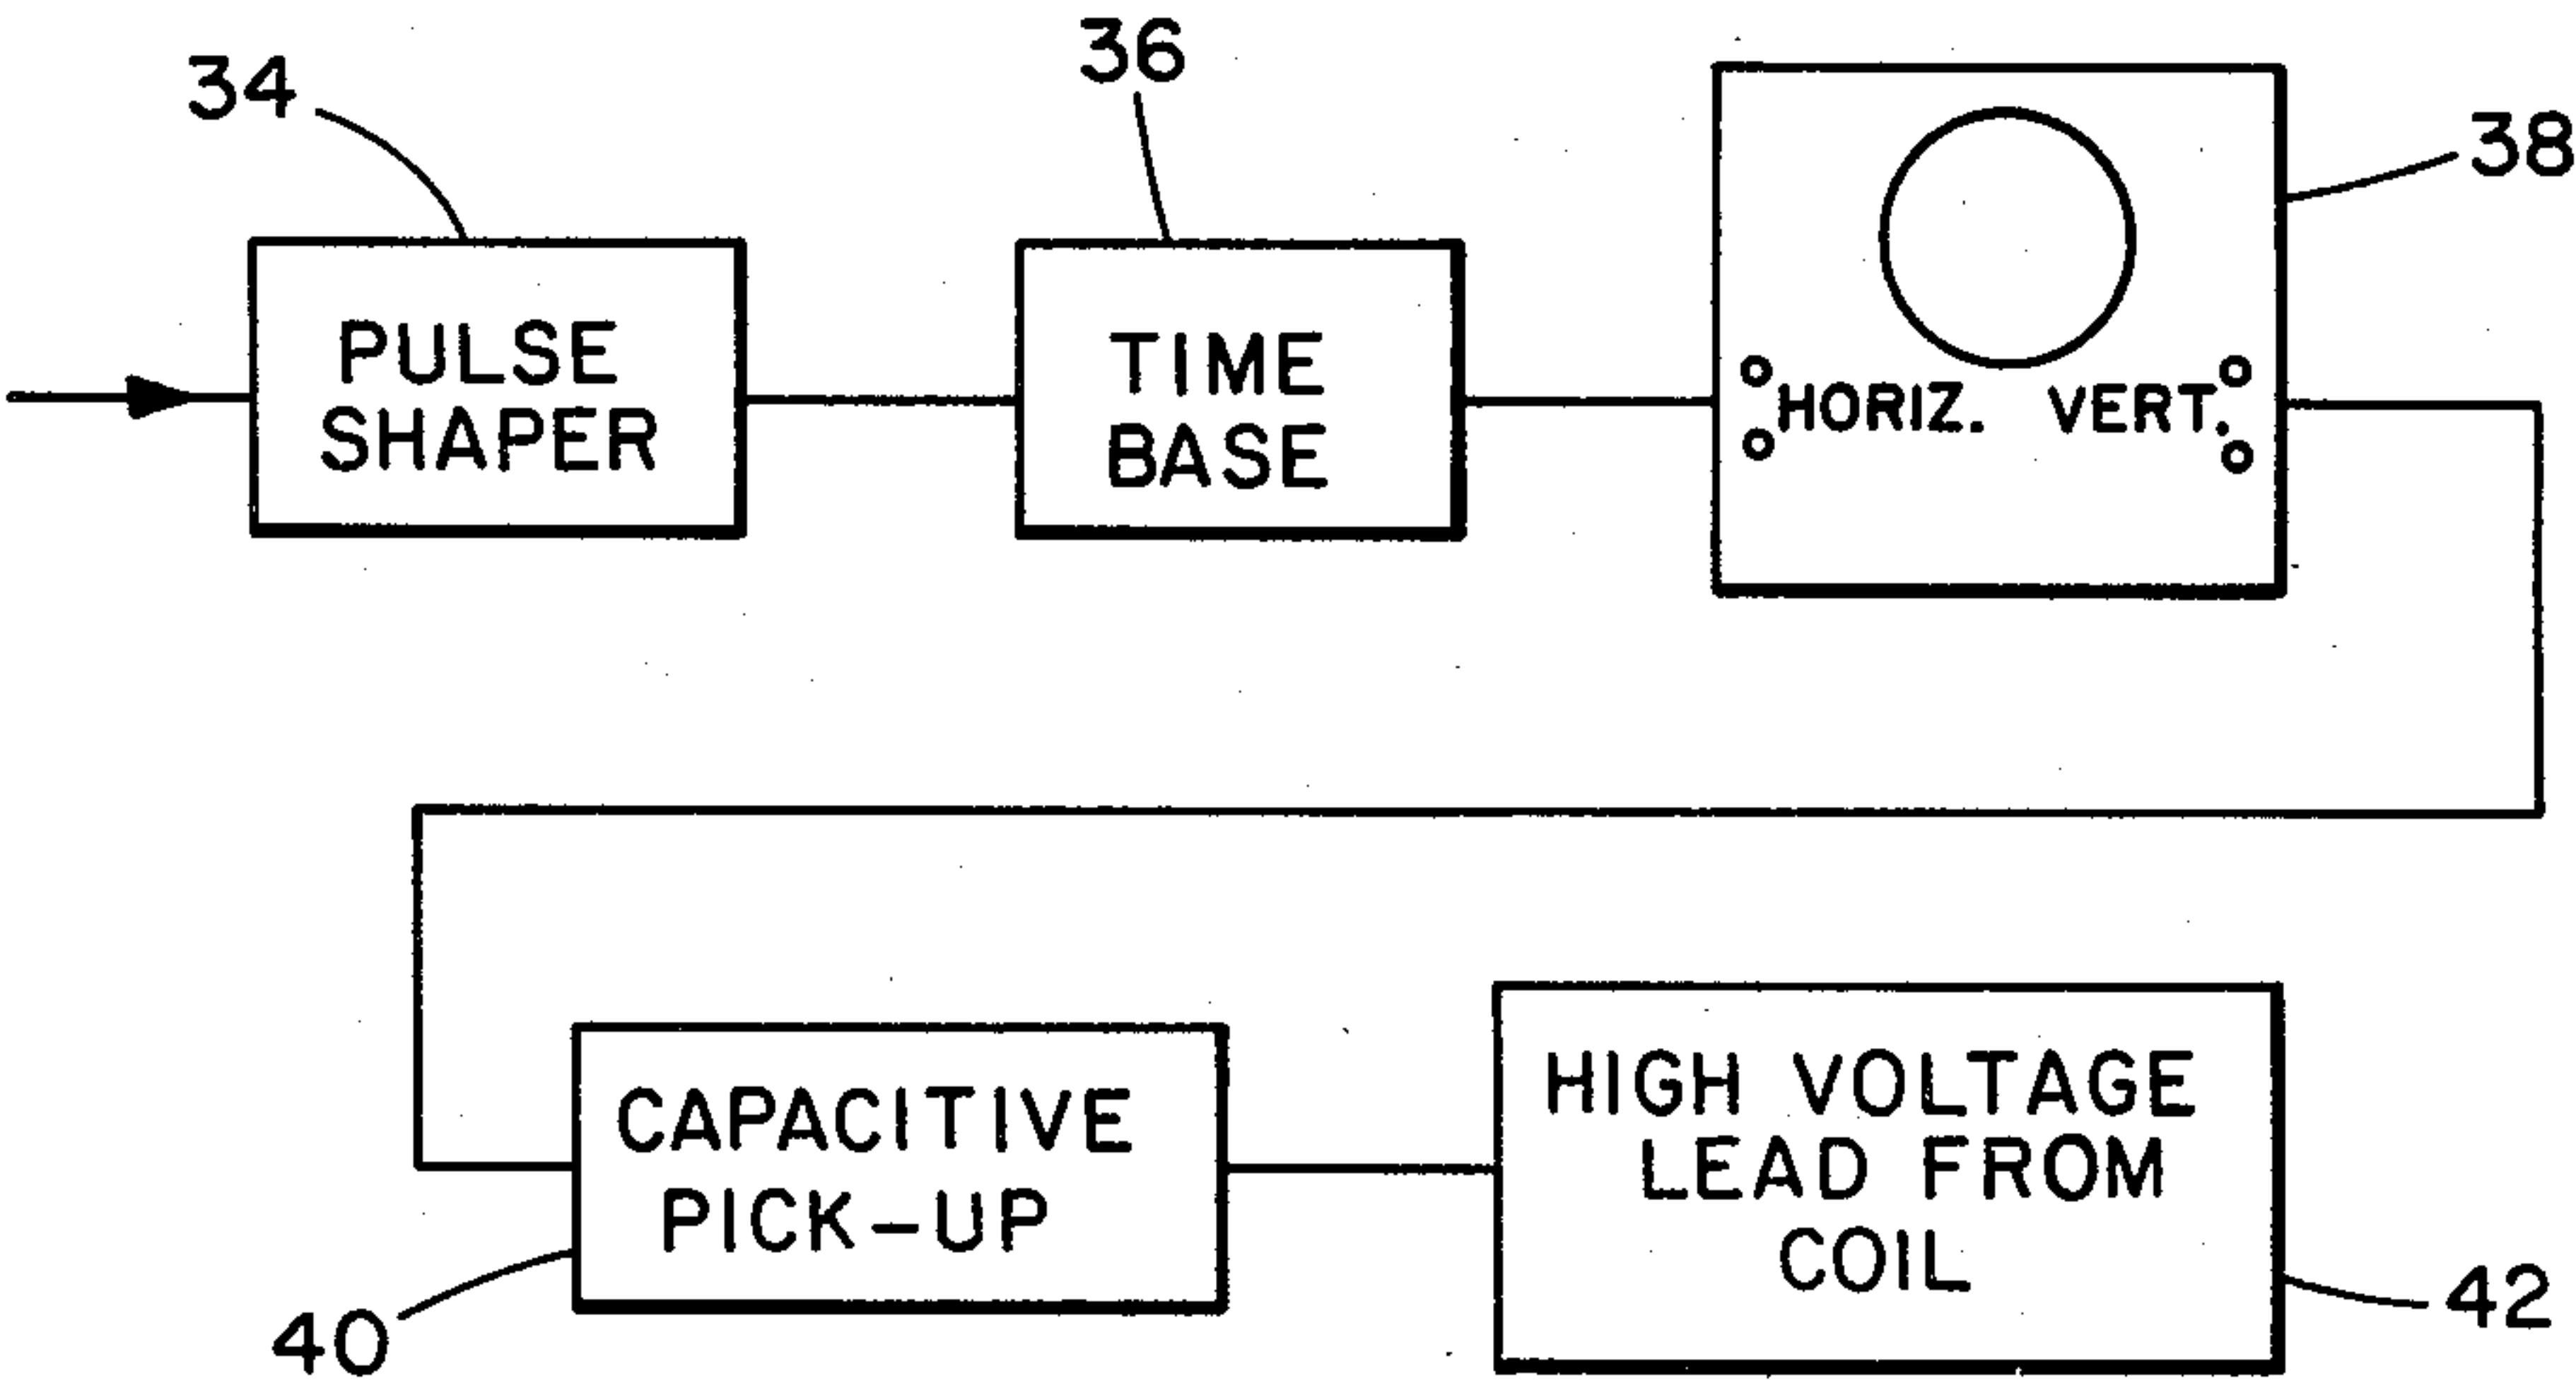 34
36
38
PULSE
SHAPER
TIME
BASE
HORIZ. VERT.
CAPACITIVE
PICK-UP
40
HIGH VOLTAGE
LEAD FROM
COIL
42